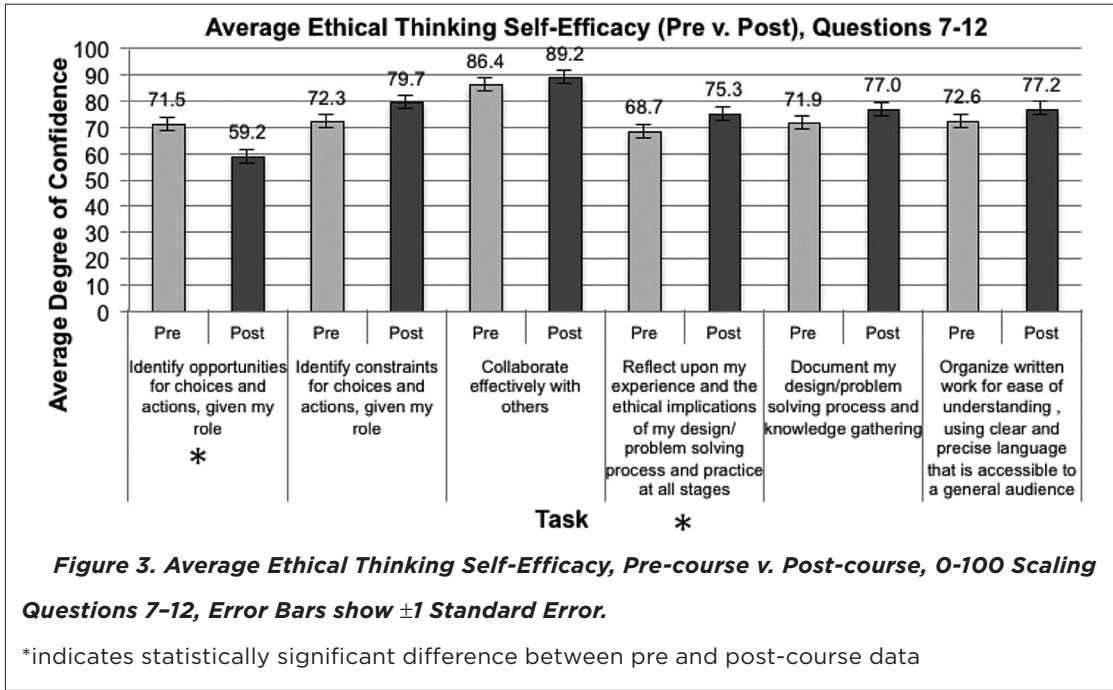 Average Ethical Thinking Self-Efficacy (Pre v. Post), Questions 7-12
Average Degree of Confidence
100
90
80
70
60
50
40
30
20
10
0
71.5
59.2
72.3
79.7
86.4
89.2
68.7
75.3
71.9
77.0
72.6
77.2
Pre Post Pre Post Pre Post Pre Post Pre Post Pre Post
Identify opportunities
for choices and
actions, given my
role
*
Identify constraints
for choices and
actions, given my
role
Collaborate
effectively with
others
Reflect upon my
experience and the
ethical implications
of my design/
problem solving
process and practice
at all stages
*
Document my
design/problem
solving process and
knowledge gathering
Organize written
work for ease of
understanding ,
using clear and
precise language
that is accessible to
a general audience
Task
Figure 3. Average Ethical Thinking Self-Efficacy, Pre-course v. Post-course, 0-100 Scaling
Questions 7–12, Error Bars show ±1 Standard Error.
*indicates statistically significant difference between pre and post-course data